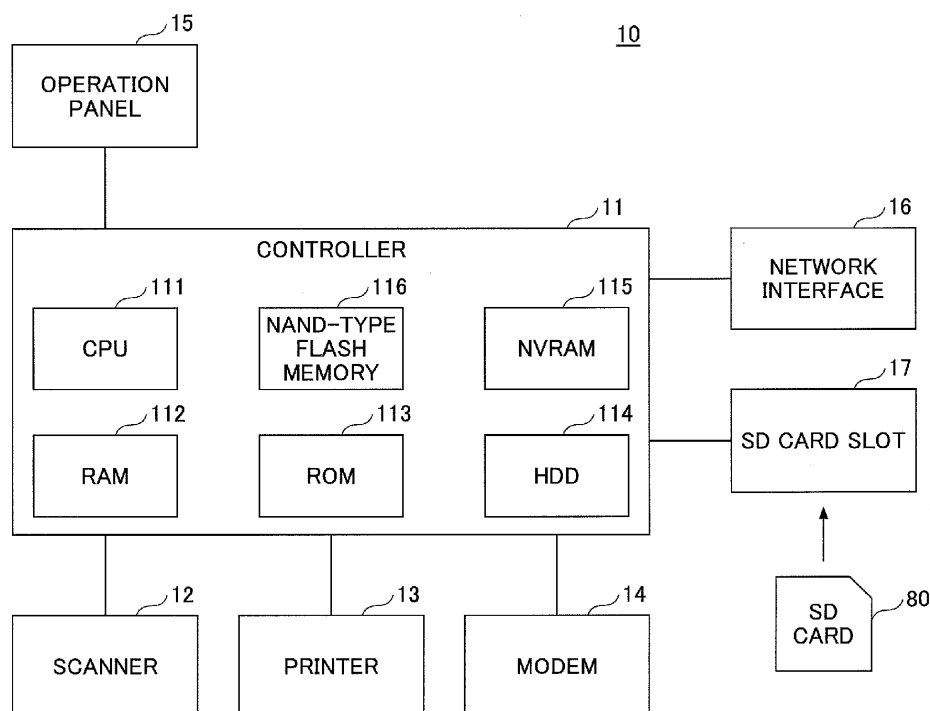 15
10
OPERATION
PANEL
11
CONTROLLER
16
NETWORK
INTERFACE
111
116
115
CPU
NAND-TYPE
FLASH
MEMORY
NVRAM
17
SD CARD SLOT
112
113
114
RAM
ROM
HDD
12
13
14
80
SCANNER
PRINTER
MODEM
SD
CARD